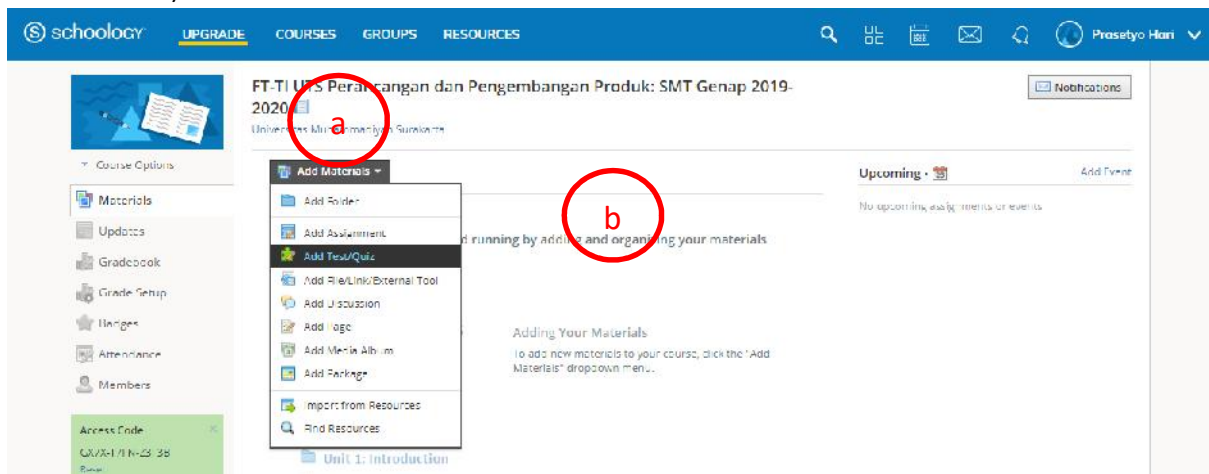 schoology UPGRADE COURSES GROUPS RESOURCES Prasetyo Hari
FT-TI UTS Perancangan dan Pengembangan Produk: SMT Genap 2019-
2020
Universitas Muhammadiyah Surakarta
Notifications
a
b
Course Options
Materials
Updates
Gradebook
Grade Setup
Badges
Attendance
Members
Access Code
Add Materials
Add Folder
Add Assignment
Add Test/Quiz
Add File/Link/External Tool
Add Discussion
Add Page
Add Media Album
Add Package
Import from Resources
Find Resources
d running by adding and organizing your materials
Adding Your Materials
To add new materials to your course, click the "Add
Materials" dropdown menu.
Unit 1: Introduction
Upcoming
Add Event
No upcoming assignments or events